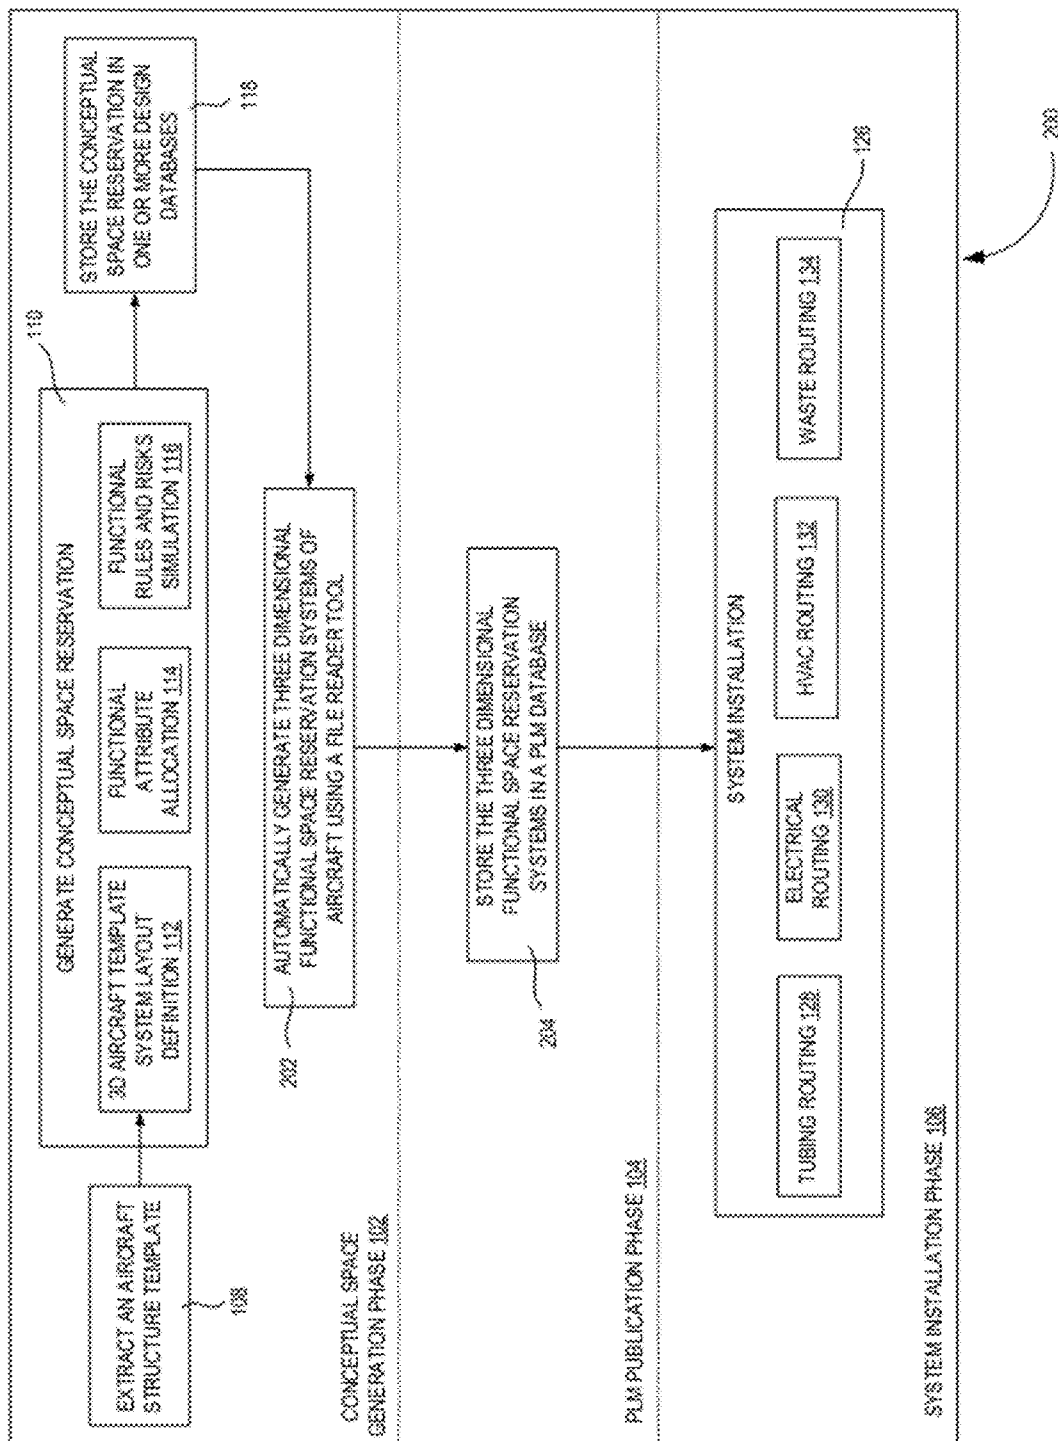 EXTRACT AN AIRCRAFT
STRUCTURE TEMPLATE
108
GENERATE CONCEPTUAL SPACE RESERVATION
110
3D AIRCRAFT TEMPLATE
SYSTEM LAYOUT
DEFINITION 112
FUNCTIONAL
ATTRIBUTE
ALLOCATION 114
FUNCTIONAL
RULES AND RISKS
SIMULATION 116
STORE THE CONCEPTUAL
SPACE RESERVATION IN
ONE OR MORE DESIGN
DATABASES
118
AUTOMATICALLY GENERATE THREE DIMENSIONAL
FUNCTIONAL SPACE RESERVATION SYSTEMS OF
AIRCRAFT USING A FILE READER TOOL
202
CONCEPTUAL SPACE
GENERATION PHASE 102
STORE THE THREE DIMENSIONAL
FUNCTIONAL SPACE RESERVATION
SYSTEMS IN A PLM DATABASE
204
PLM PUBLICATION PHASE 104
SYSTEM INSTALLATION
TUBING ROUTING 128
ELECTRICAL
ROUTING 130
HVAC ROUTING 132
WASTE ROUTING 134
126
SYSTEM INSTALLATION PHASE 106
200